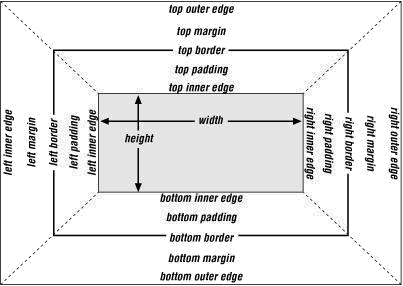 top outer edge
top margin
top border
top padding
top inner edge
left inner edge
left margin
left border
left padding
left inner edge
width
height
right inner edge
right padding
right border
right margin
right outer edge
bottom inner edge
bottom padding
bottom border
bottom margin
bottom outer edge